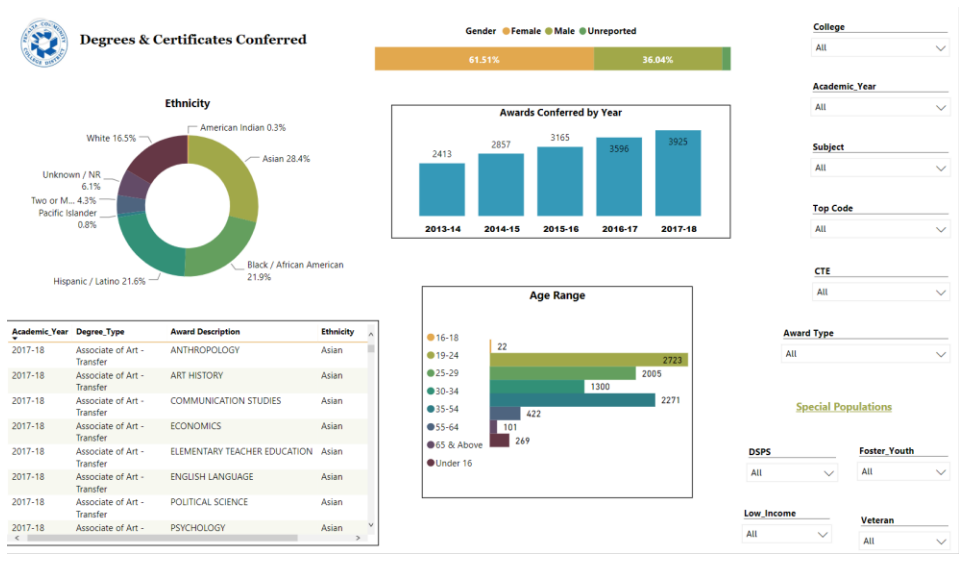 PERALTA COMMUNITY COLLEGE DISTRICT
Degrees & Certificates Conferred
Gender Female Male Unreported
61.51% 36.04%
Ethnicity
American Indian 0.3%
White 16.5%
Asian 28.4%
Unknown / NR
6.1%
Two or M... 4.3%
Pacific Islander
0.8%
Black / African American
21.9%
Hispanic / Latino 21.6%
Awards Conferred by Year
2413 2857 3165 3596 3925
2013-14 2014-15 2015-16 2016-17 2017-18
Academic_Year Degree_Type Award Description Ethnicity
2017-18 Associate of Art - ANTHROPOLOGY Asian
Transfer
2017-18 Associate of Art - ART HISTORY Asian
Transfer
2017-18 Associate of Art - COMMUNICATION STUDIES Asian
Transfer
2017-18 Associate of Art - ECONOMICS Asian
Transfer
2017-18 Associate of Art - ELEMENTARY TEACHER EDUCATION Asian
Transfer
2017-18 Associate of Art - ENGLISH LANGUAGE Asian
Transfer
2017-18 Associate of Art - POLITICAL SCIENCE Asian
Transfer
2017-18 Associate of Art - PSYCHOLOGY Asian
Age Range
16-18
19-24
25-29
30-34
35-54
55-64
65 & Above
Under 16
22
2723
2005
1300
2271
422
101
269
College
All
Academic_Year
All
Subject
All
Top Code
All
CTE
All
Award Type
All
Special Populations
DSPS
All
Foster_Youth
All
Low_Income
All
Veteran
All